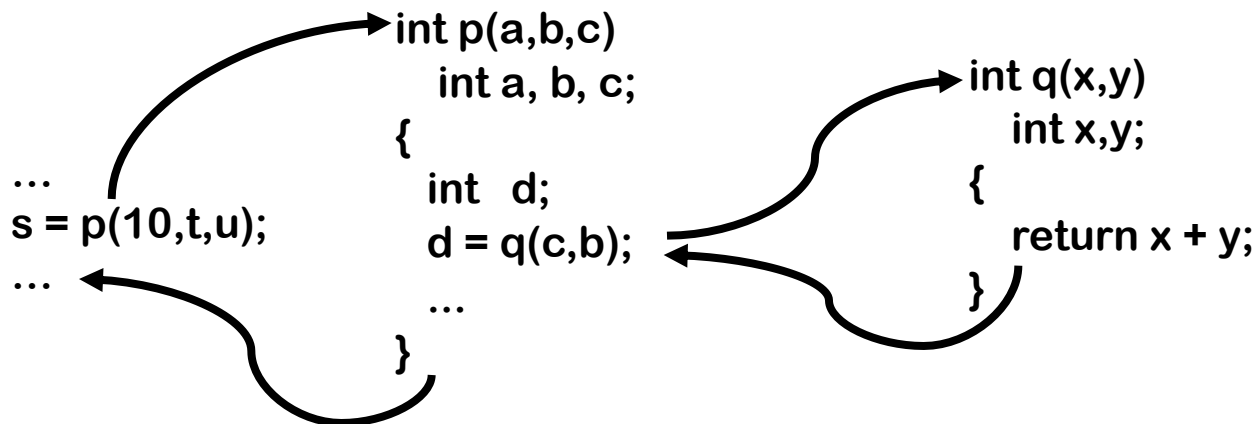 ...
s = p(10,t,u);
...
int p(a,b,c)
int a, b, c;
{
int d;
d = q(c,b);
...
}
int q(x,y)
int x,y;
{
return x + y;
}